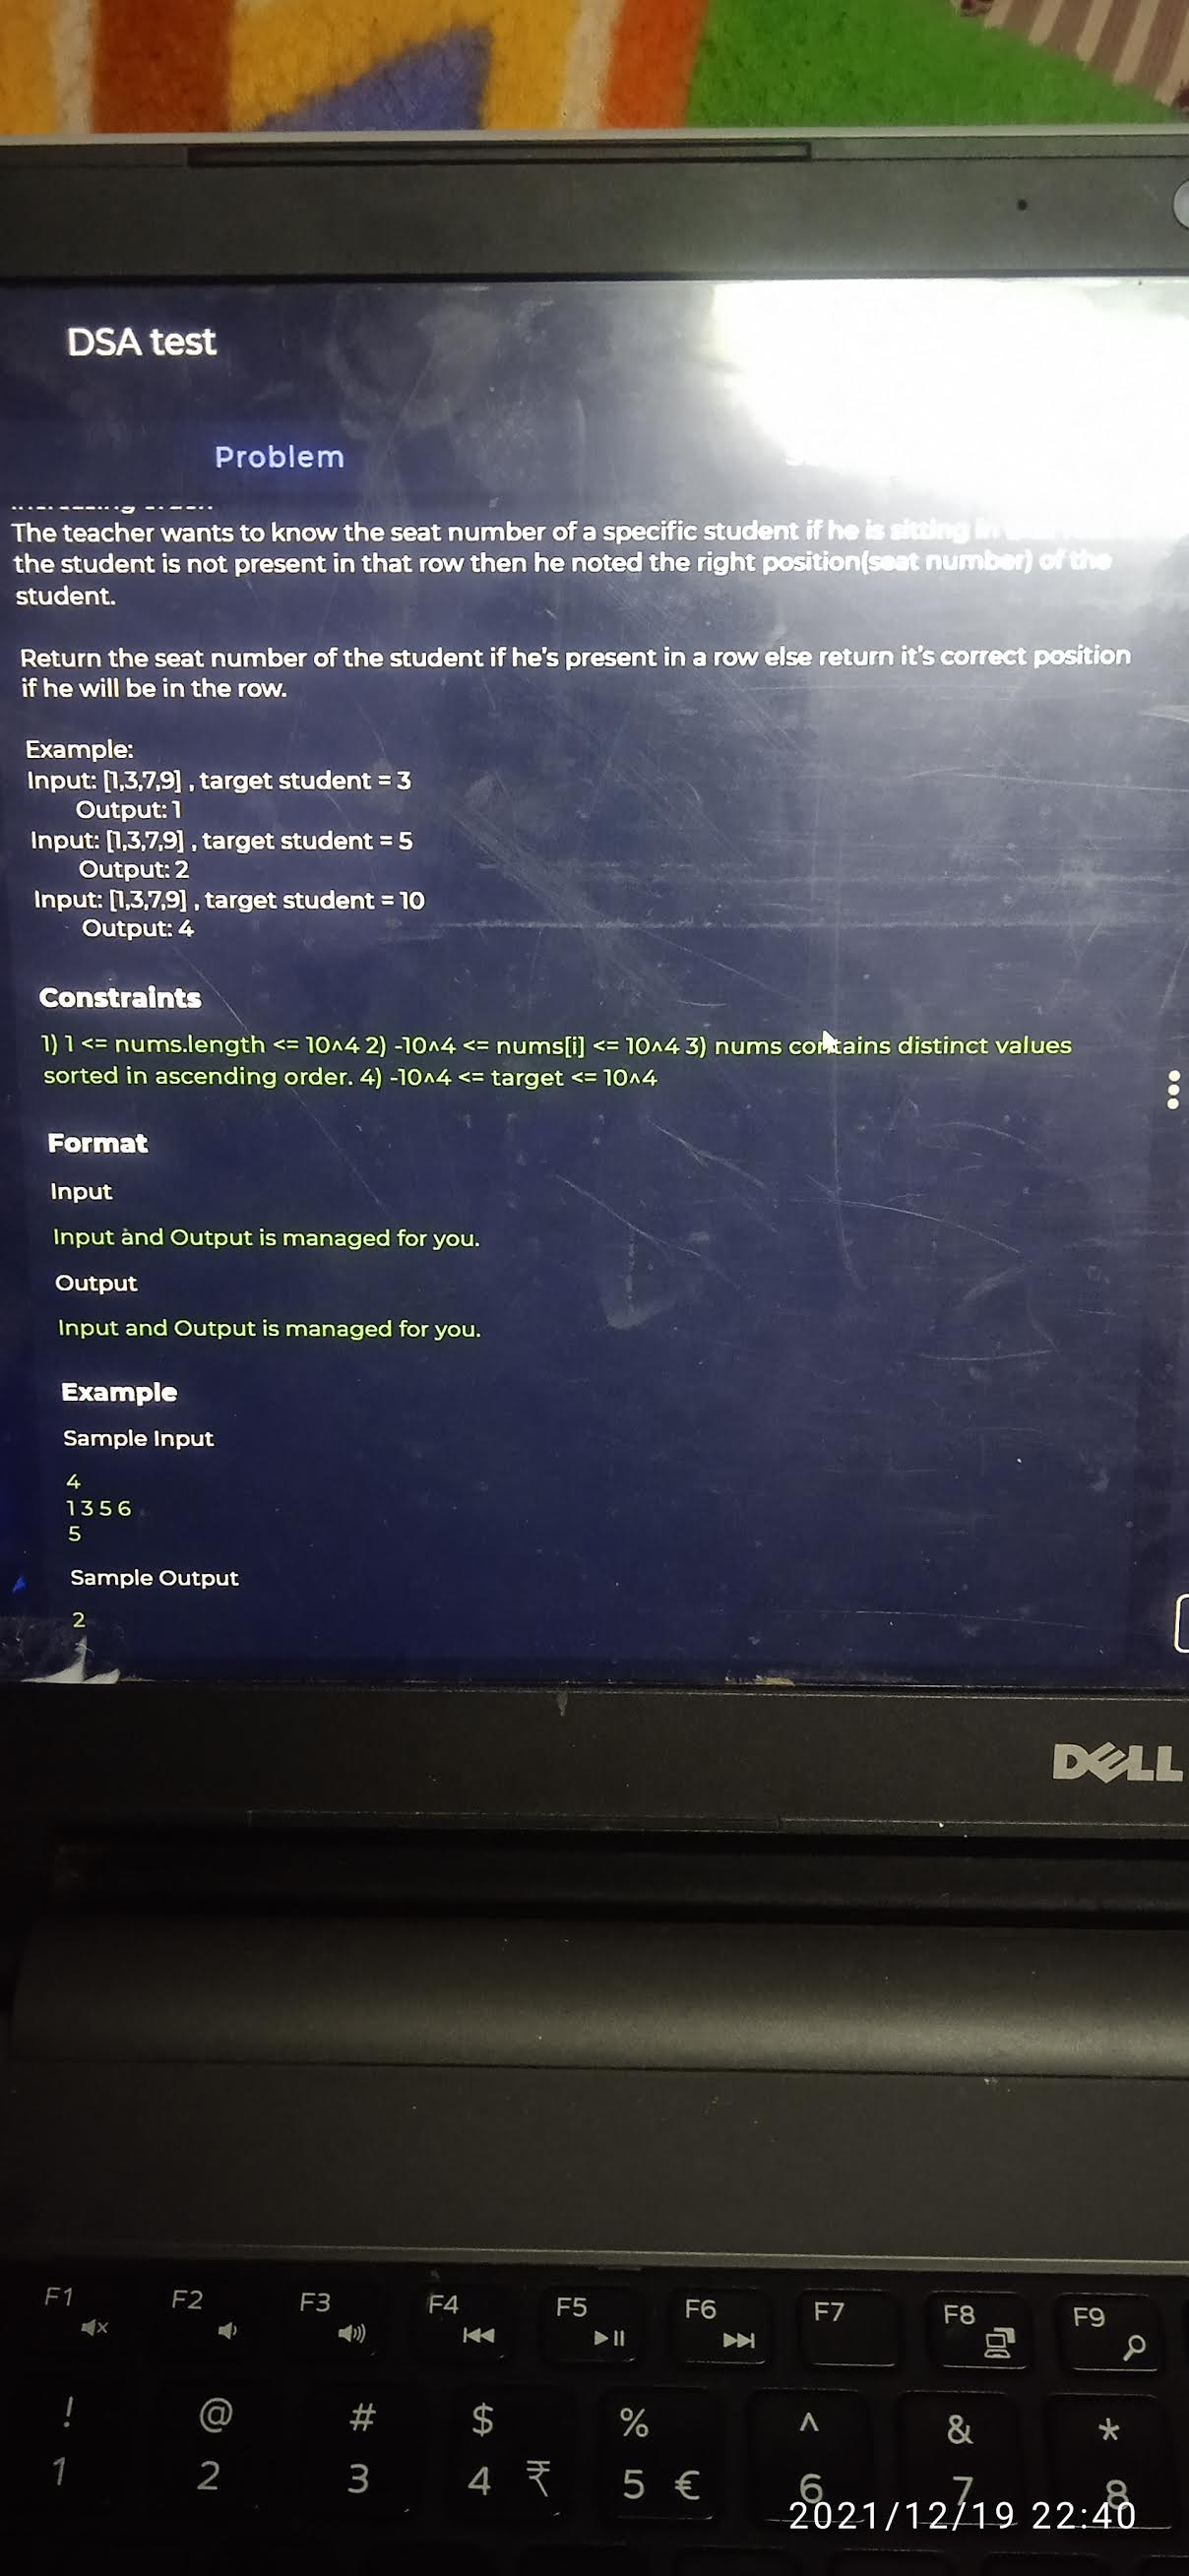 DSA test
Problem
The teacher wants to know the seat number of a specific student if he is sitting in
the student is not present in that row then he noted the right position(seat number) of the
student.
Return the seat number of the student if he's present in a row else return it's correct position
if he will be in the row.
Example:
Input: [1,3,7,9] , target student = 3
Output: 1
Input: [1,3,7,9] , target student = 5
Output: 2
Input: [1,3,7,9] , target student = 10
Output: 4
Constraints
1) 1 <= nums.length <= 10^4 2) -10^4 <= nums[i] <= 10^4 3) nums contains distinct values
sorted in ascending order. 4) -10^4 <= target <= 10^4
Format
Input
Input and Output is managed for you.
Output
Input and Output is managed for you.
Example
Sample Input
4
1 3 5 6
5
Sample Output
2
DELL
F1 F2 F3 F4 F5 F6 F7 F8 F9
! @ # $ % ^ & *
1 2 3 4 ₹ 5 € 6 7 8
2021/12/19 22:40